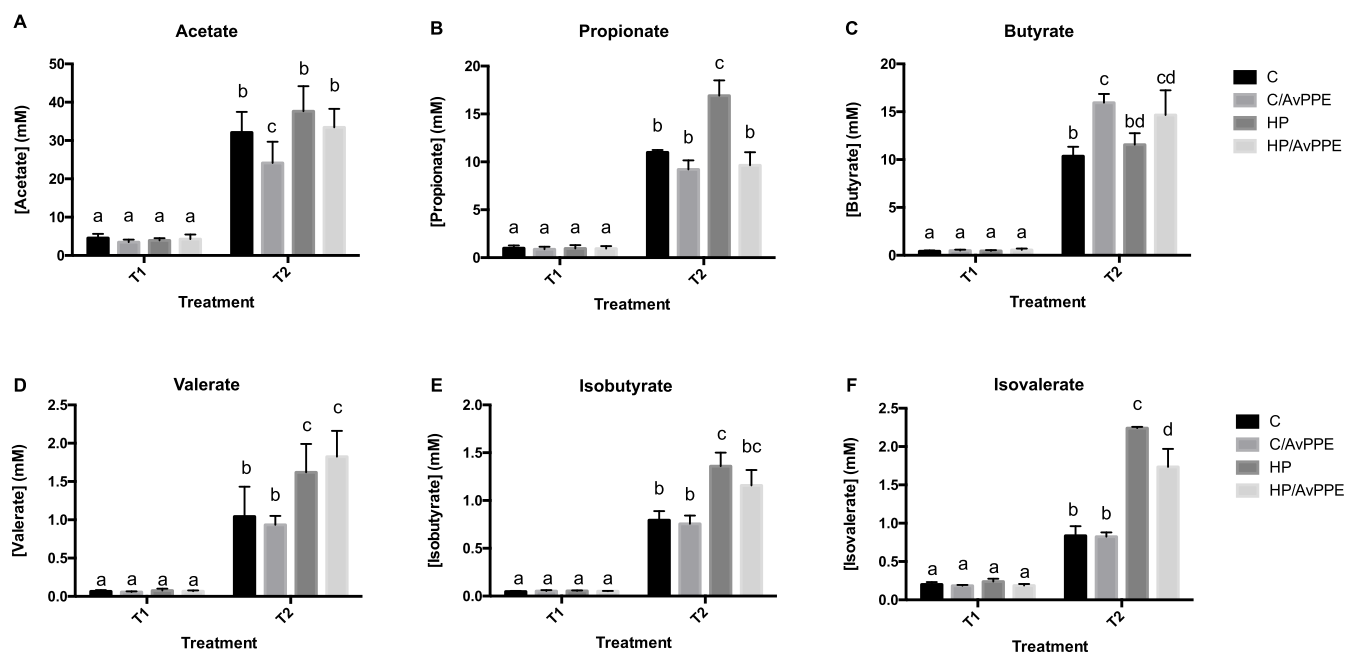 A
Acetate
[Acetate] (mM)
50
40
30
20
10
0
a a a a
b c b b
T1 T2
Treatment
B
Propionate
[Propionate] (mM)
20
15
10
5
0
a a a a
b b c b
T1 T2
Treatment
C
Butyrate
[Butyrate] (mM)
20
15
10
5
0
a a a a
b c bd cd
T1 T2
Treatment
C
C/AvPPE
HP
HP/AvPPE
D
Valerate
[Valerate] (mM)
2.5
2.0
1.5
1.0
0.5
0.0
a a a a
b b c c
T1 T2
Treatment
E
Isobutyrate
[Isobutyrate] (mM)
2.0
1.5
1.0
0.5
0.0
a a a a
b b c bc
T1 T2
Treatment
F
Isovalerate
[Isovalerate] (mM)
2.5
2.0
1.5
1.0
0.5
0.0
a a a a
b b c d
T1 T2
Treatment
C
C/AvPPE
HP
HP/AvPPE